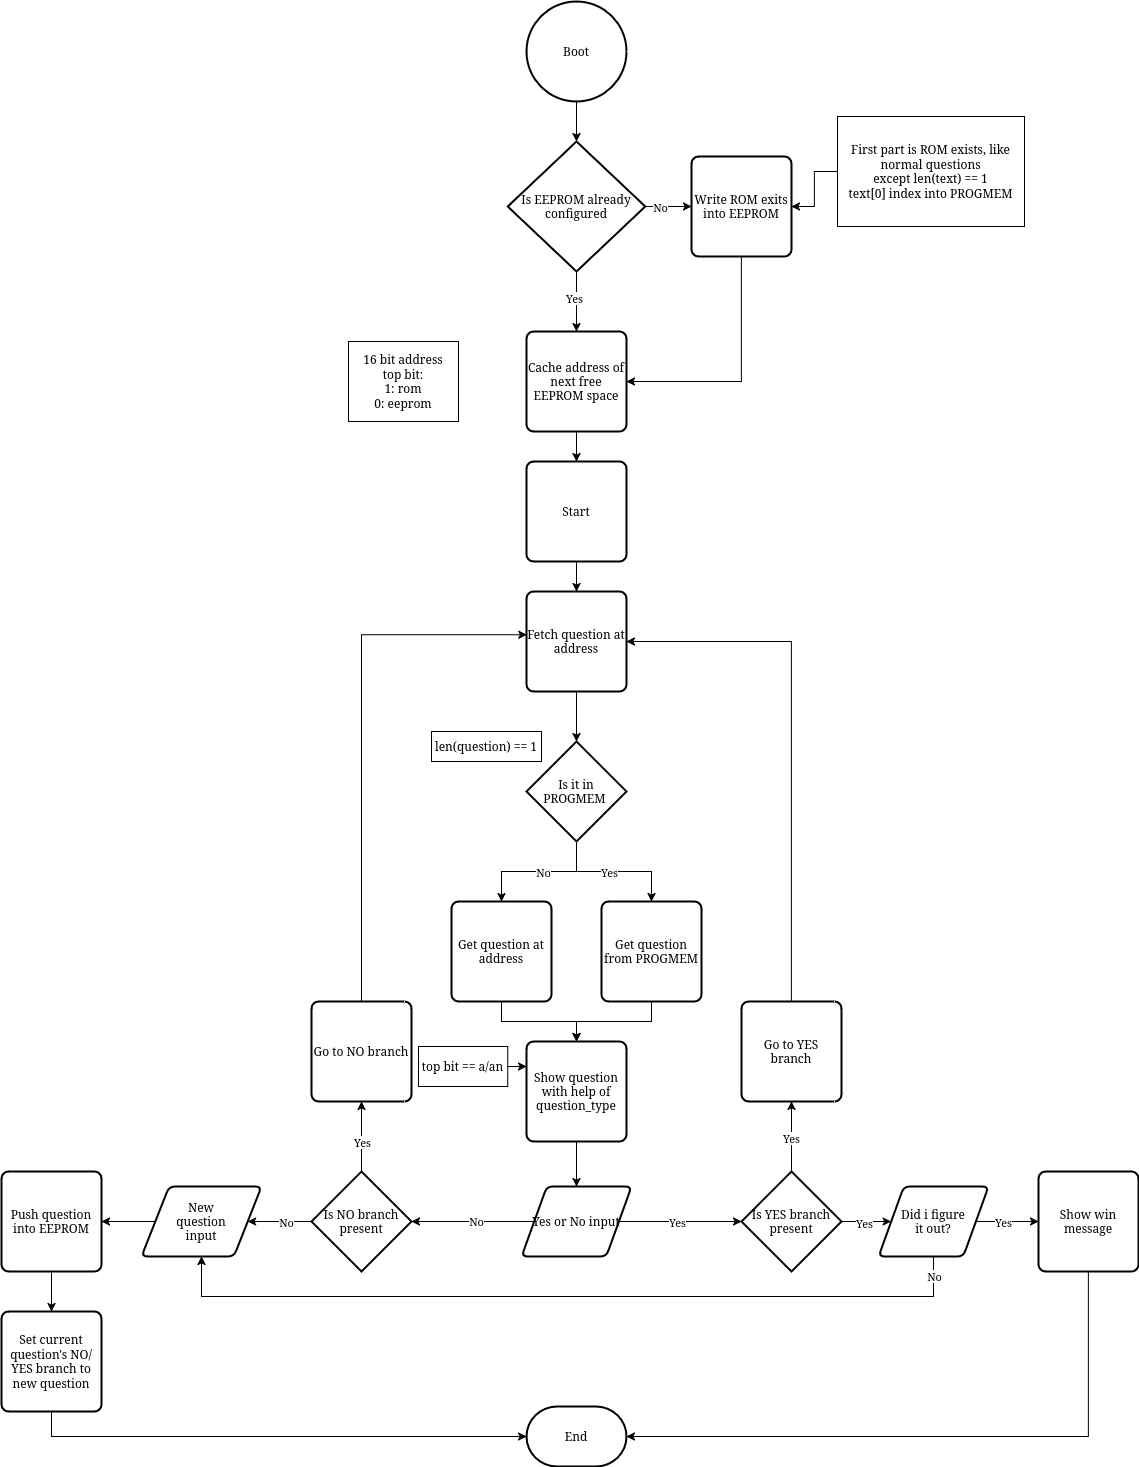 Boot
First part is ROM exists, like
normal questions
except len(text) == 1
text[0] index into PROGMEM
Is EEPROM already
configured
No
Write ROM exits
into EEPROM
Yes
16 bit address
top bit:
1: rom
0: eeprom
Cache address of
next free
EEPROM space
Start
Fetch question at
address
len(question) == 1
Is it in
PROGMEM
No
Yes
Get question at
address
Get question
from PROGMEM
Go to NO branch
top bit == a/an
Show question
with help of
question_type
Go to YES
branch
Yes
Yes
Push question
into EEPROM
New
question
input
No
Is NO branch
present
No
Yes or No input
Yes
Is YES branch
present
Yes
Did i figure
it out?
Yes
Show win
message
No
Set current
question's NO/
YES branch to
new question
End